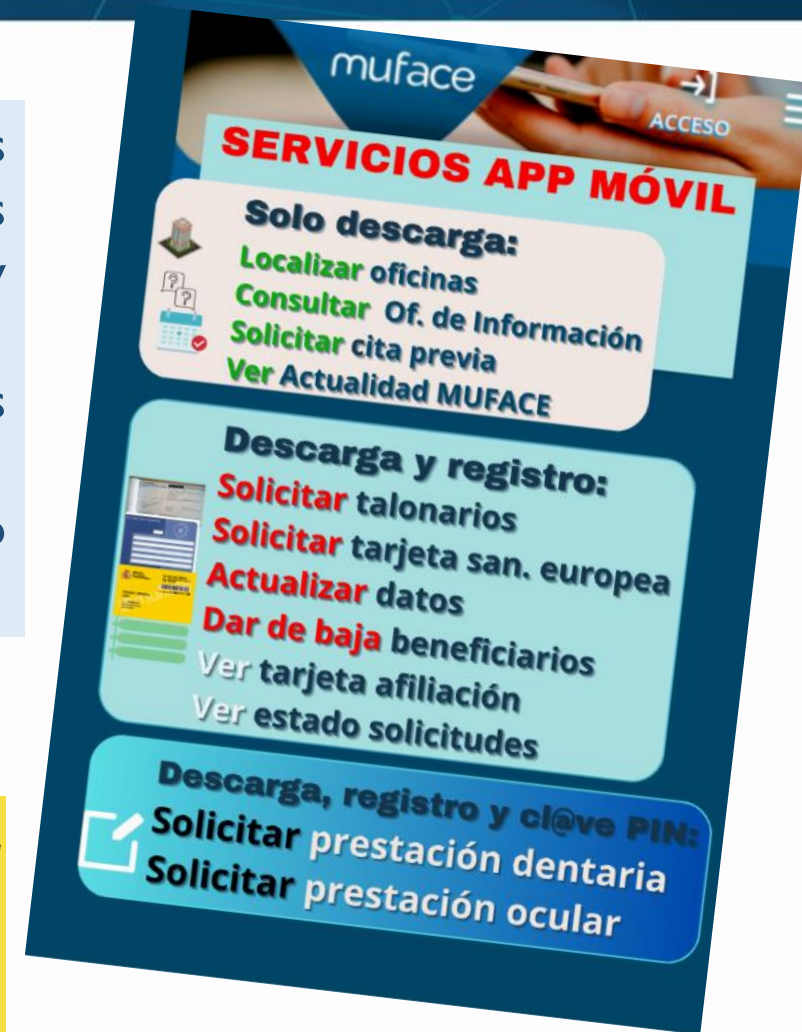 muface
ACCESO
SERVICIOS APP MÓVIL
Solo descarga:
Localizar oficinas
Consultar Of. de Información
Solicitar cita previa
Ver Actualidad MUFACE
Descarga y registro:
Solicitar talonarios
Solicitar tarjeta san. europea
Actualizar datos
Dar de baja beneficiarios
Ver tarjeta afiliación
Ver estado solicitudes
Descarga, registro y cl@ve PIN:
Solicitar prestación dentaria
Solicitar prestación ocular